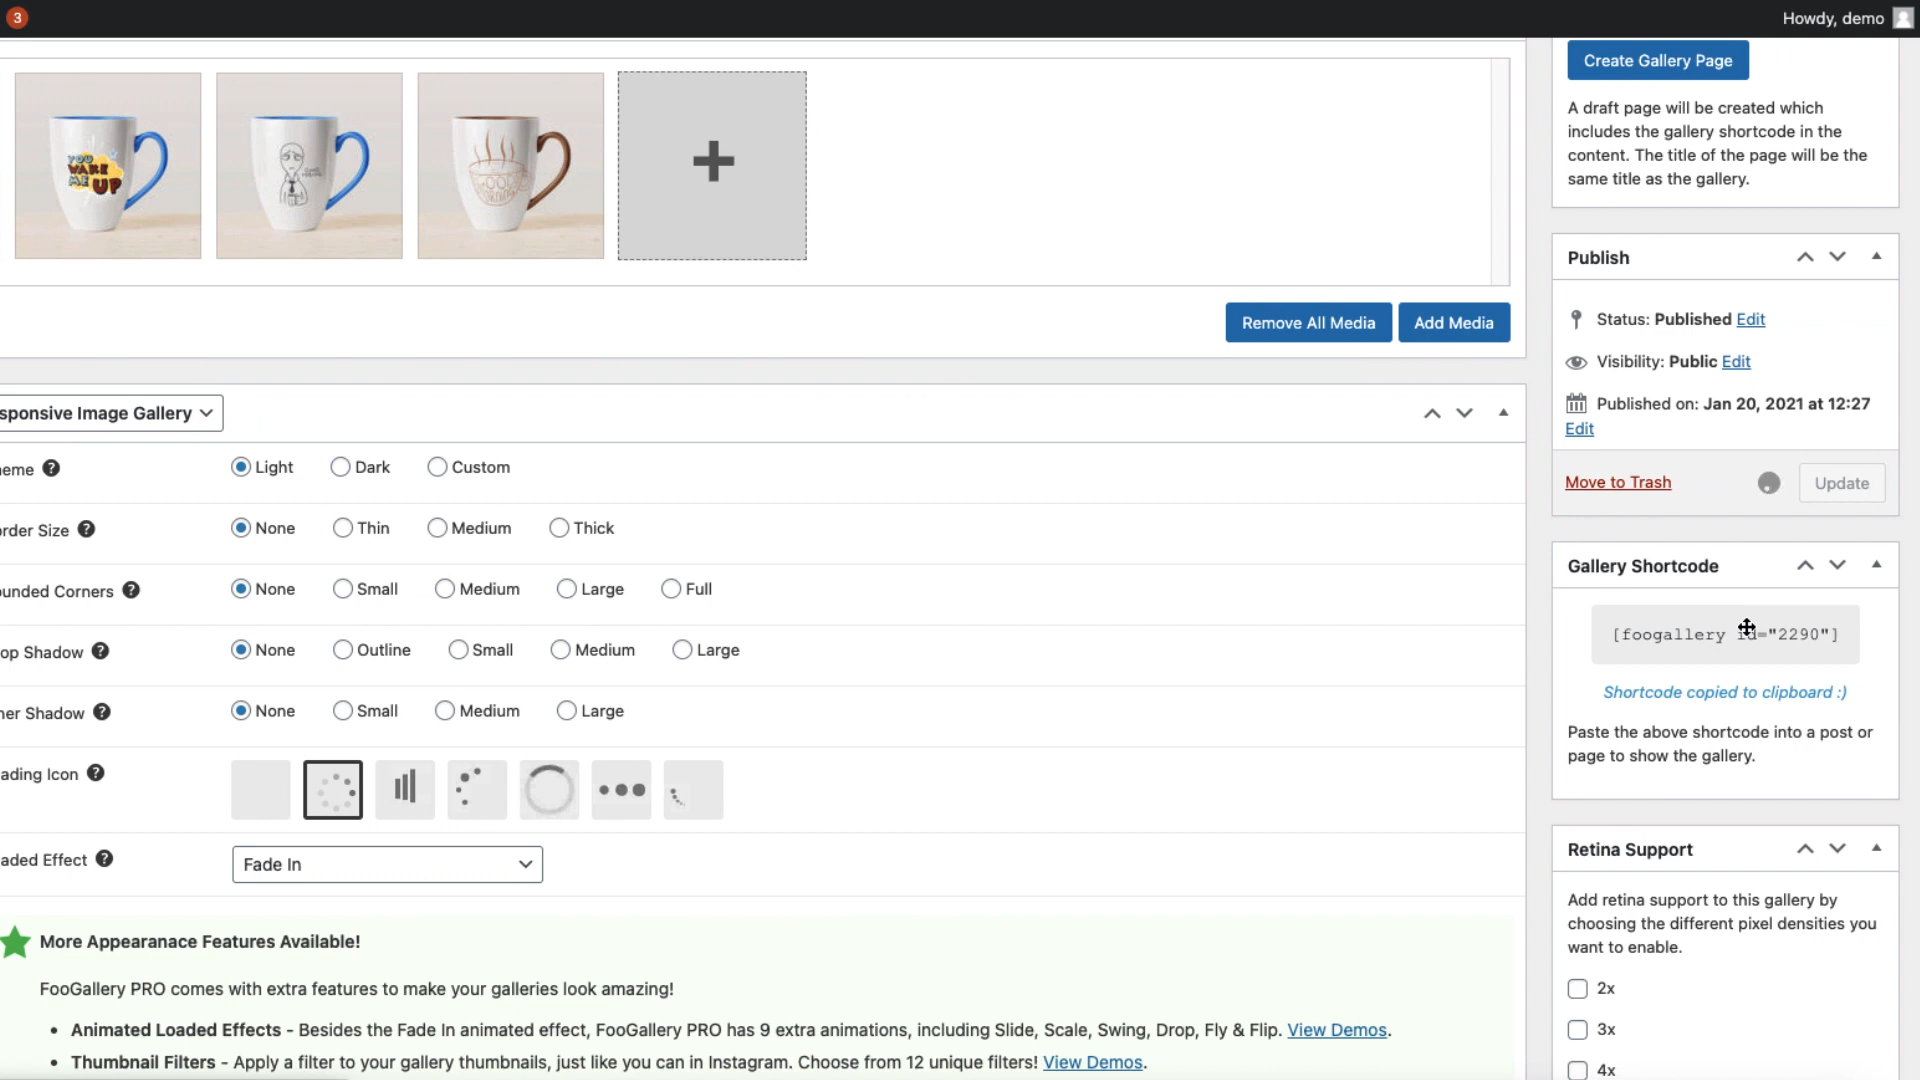 3
Howdy, demo
YOU
WAKE
ME UP
Remove All Media
Add Media
sponsive Image Gallery
eme
Light
Dark
Custom
rder Size
None
Thin
Medium
Thick
unded Corners
None
Small
Medium
Large
Full
op Shadow
None
Outline
Small
Medium
Large
ner Shadow
None
Small
Medium
Large
ading Icon
aded Effect
Fade In
More Appearanace Features Available!
FooGallery PRO comes with extra features to make your galleries look amazing!
• Animated Loaded Effects - Besides the Fade In animated effect, FooGallery PRO has 9 extra animations, including Slide, Scale, Swing, Drop, Fly & Flip. View Demos.
• Thumbnail Filters - Apply a filter to your gallery thumbnails, just like you can in Instagram. Choose from 12 unique filters! View Demos.
Create Gallery Page
A draft page will be created which
includes the gallery shortcode in the
content. The title of the page will be the
same title as the gallery.
Publish
Status: Published Edit
Visibility: Public Edit
Published on: Jan 20, 2021 at 12:27
Edit
Move to Trash
Update
Gallery Shortcode
[foogallery id="2290"]
Shortcode copied to clipboard :)
Paste the above shortcode into a post or
page to show the gallery.
Retina Support
Add retina support to this gallery by
choosing the different pixel densities you
want to enable.
2x
3x
4x